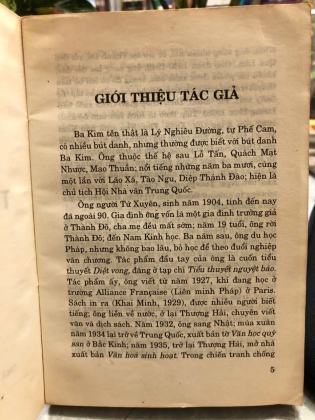 GIỚI THIỆU TÁC GIẢ
Ba Kim tên thật là Lý Nghiêu Đường, tự Phế Cam,
có nhiều bút danh, nhưng thường được biết với bút danh
Ba Kim. Ông thuộc thế hệ sau Lỗ Tấn, Quách Mạt
Nhược, Mao Thuẫn; nổi tiếng những năm ba mươi, cùng
một lần với Lão Xá, Tào Ngu, Diệp Thánh Đào; hiện là
chủ tịch Hội Nhà văn Trung Quốc.
Ông người Tứ Xuyên, sinh năm 1904, tính đến nay
đã ngoài 90. Gia đình ông vốn là một gia đình trưởng giả
ở Thành Đô, cha mẹ đều mất sớm; năm 19 tuổi, ông rời
Thành Đô; đến Nam Kinh học. Ba năm sau, ông du học
Pháp, nhưng không bao lâu, bỏ học để theo đuổi nghiệp
văn chương. Tác phẩm đầu tay của ông là cuốn tiểu
thuyết Diệt vong, đăng ở tạp chí Tiểu thuyết nguyệt báo.
Tác phẩm ấy, ông viết từ năm 1927, khi đang học ở
trường Alliance Française (Liên minh Pháp) ở Paris.
Sách in ra (Khai Minh, 1929), được nhiều người biết
tiếng; ông liền về nước, ở lại Thượng Hải, chuyên viết
văn và dịch sách. Năm 1932, ông sang Nhật; mùa xuân
năm 1934 lại trở về Trung Quốc, xuất bản tờ Văn học quý
san ở Bắc Kinh; năm 1935, trở lại Thượng Hải, mở nhà
xuất bản Văn hoá sinh hoạt. Trong chiến tranh chống
5